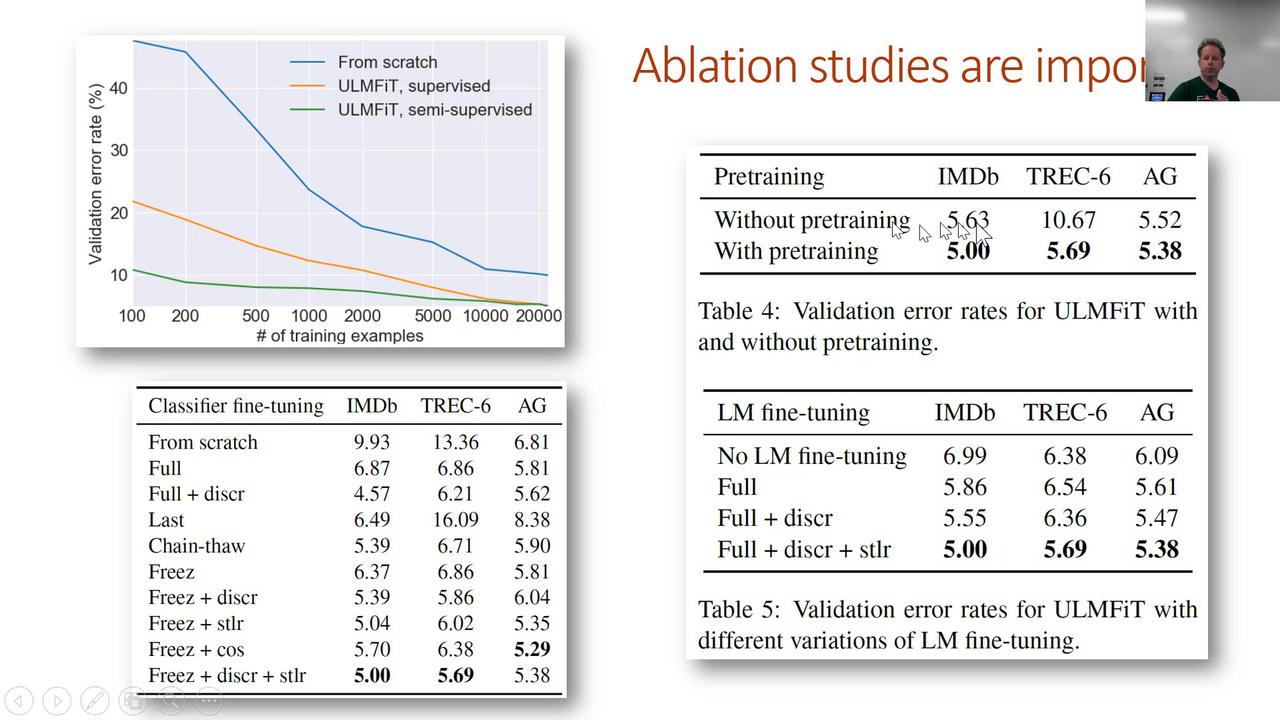 Ablation studies are impor
40
30
20
10
Validation error rate (%)
From scratch
ULMFiT, supervised
ULMFiT, semi-supervised
100 200 500 1000 2000 5000 10000 20000
# of training examples
Classifier fine-tuning IMDb TREC-6 AG
From scratch 9.93 13.36 6.81
Full 6.87 6.86 5.81
Full + discr 4.57 6.21 5.62
Last 6.49 16.09 8.38
Chain-thaw 5.39 6.71 5.90
Freez 6.37 6.86 5.81
Freez + discr 5.39 5.86 6.04
Freez + stlr 5.04 6.02 5.35
Freez + cos 5.70 6.38 5.29
Freez + discr + stlr 5.00 5.69 5.38
Pretraining IMDb TREC-6 AG
Without pretraining 5.63 10.67 5.52
With pretraining 5.00 5.69 5.38
Table 4: Validation error rates for ULMFiT with
and without pretraining.
LM fine-tuning IMDb TREC-6 AG
No LM fine-tuning 6.99 6.38 6.09
Full 5.86 6.54 5.61
Full + discr 5.55 6.36 5.47
Full + discr + stlr 5.00 5.69 5.38
Table 5: Validation error rates for ULMFiT with
different variations of LM fine-tuning.